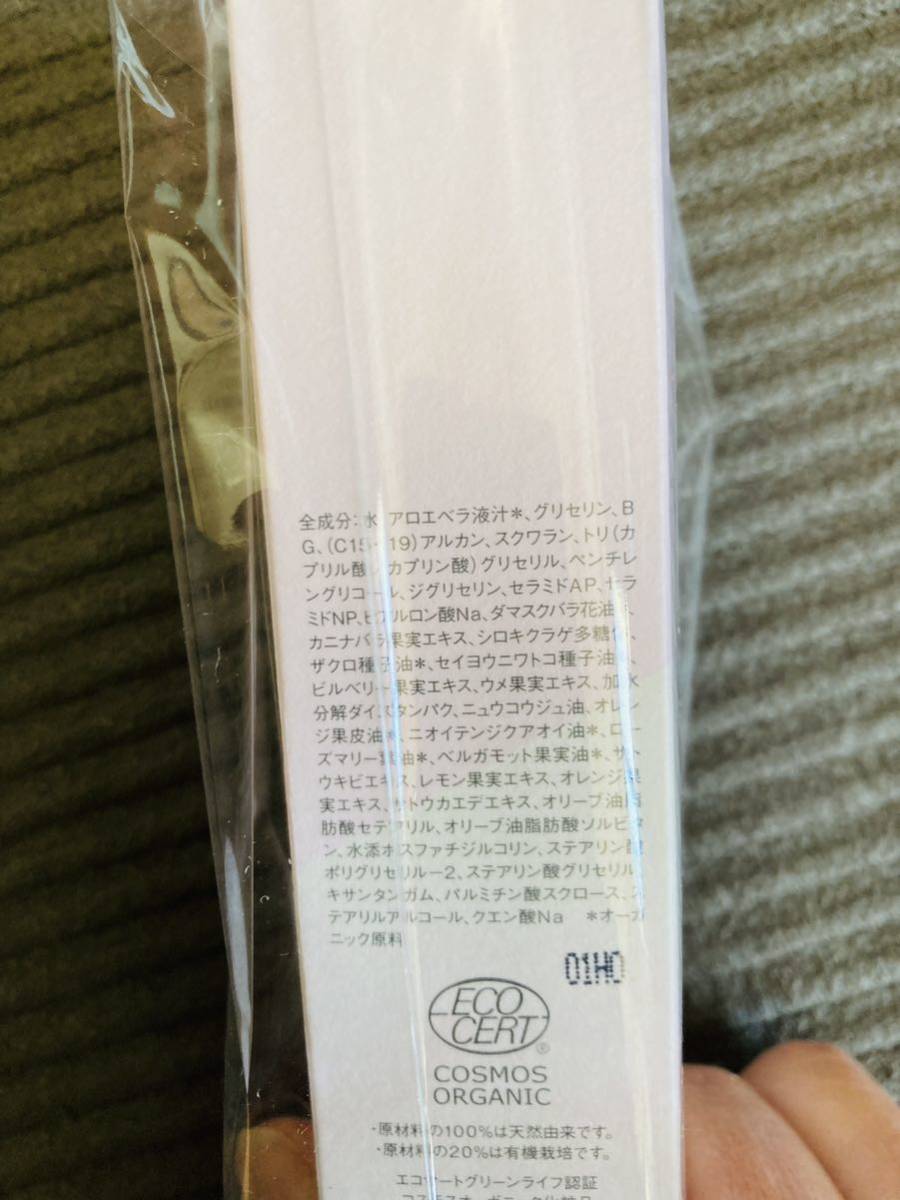 全成分:水、アロエベラ液汁*、グリセリン、B
G、(C15-19)アルカン、スクワラン、トリ(カ
プリル酸/カプリン酸)グリセリル、ペンチレ
ングリコール、ジグリセリン、セラミドAP、セラ
ミドNP、ヒアルロン酸Na、ダマスクバラ花油*、
カニナバラ果実エキス、シロキクラゲ多糖体、
ザクロ種子油*、セイヨウニワトコ種子油*、
ビルベリー果実エキス、ウメ果実エキス、加水
分解ダイズタンパク、ニュウコウジュ油、オレン
ジ果皮油*、ニオイテンジクアオイ油*、ロー
ズマリー葉油*、ベルガモット果実油*、サト
ウキビエキス、レモン果実エキス、オレンジ果
実エキス、サトウカエデエキス、オリーブ油脂
肪酸セテアリル、オリーブ油脂肪酸ソルビタ
ン、水添ホスファチジルコリン、ステアリン酸
ポリグリセリル-2、ステアリン酸グリセリル、
キサンタンガム、パルミチン酸スクロース、ス
テアリルアルコール、クエン酸Na *オーガ
ニック原料
01HO
ECO
CERT®
COSMOS
ORGANIC
・原材料の100%は天然由来です。
・原材料の20%は有機栽培です。
エコサートグリーンライフ認証
コスモスオーガニック化粧品